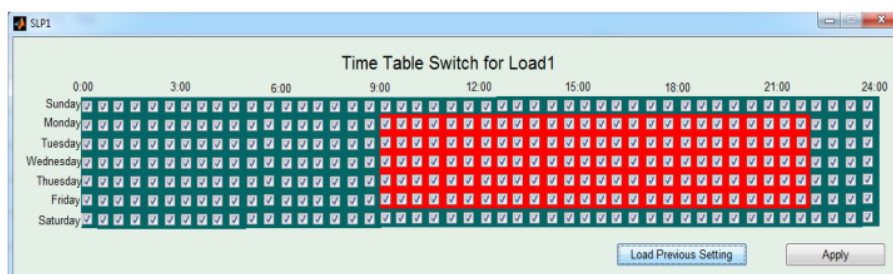 SLP1
Time Table Switch for Load1
0:00 3:00 6:00 9:00 12:00 15:00 18:00 21:00 24:00
Sunday
Monday
Tuesday
Wednesday
Thuesday
Friday
Saturday
Load Previous Setting Apply